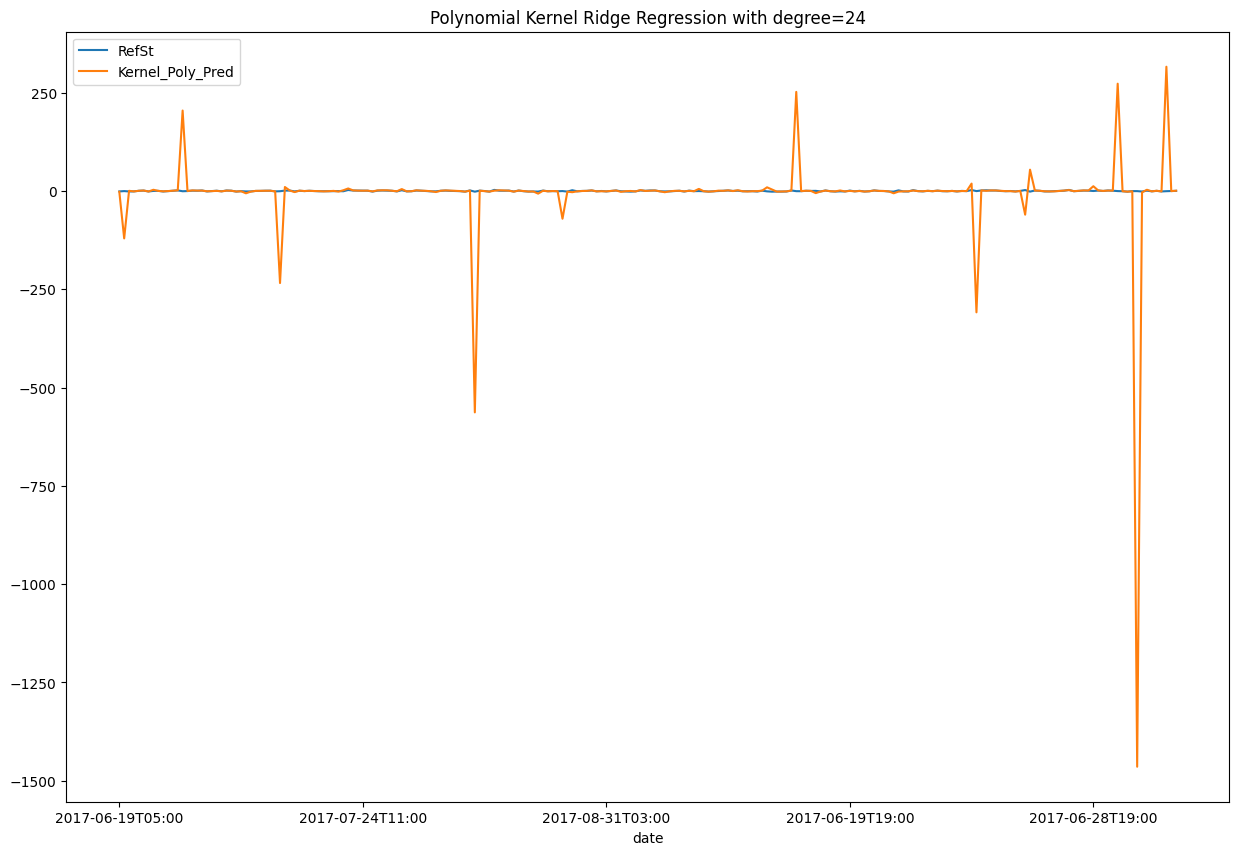 Polynomial Kernel Ridge Regression with degree=24
RefSt
Kernel_Poly_Pred
250
0
−250
−500
−750
−1000
−1250
−1500
2017-06-19T05:00 2017-07-24T11:00 2017-08-31T03:00 2017-06-19T19:00 2017-06-28T19:00
date